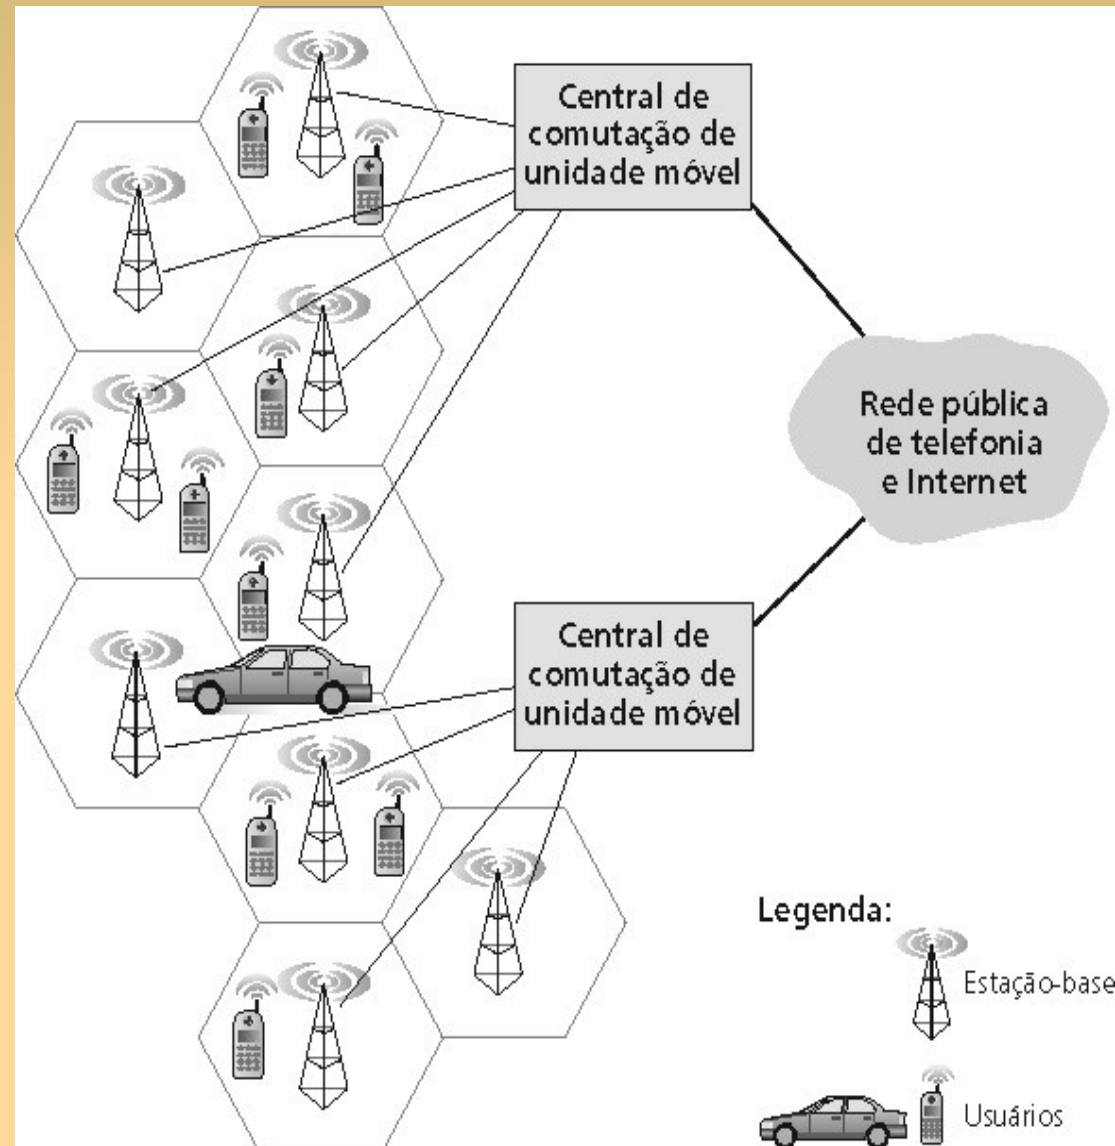 Central de
comutação de
unidade móvel
Rede pública
de telefonia
e Internet
Central de
comutação de
unidade móvel
Legenda:
Estação-base
Usuários